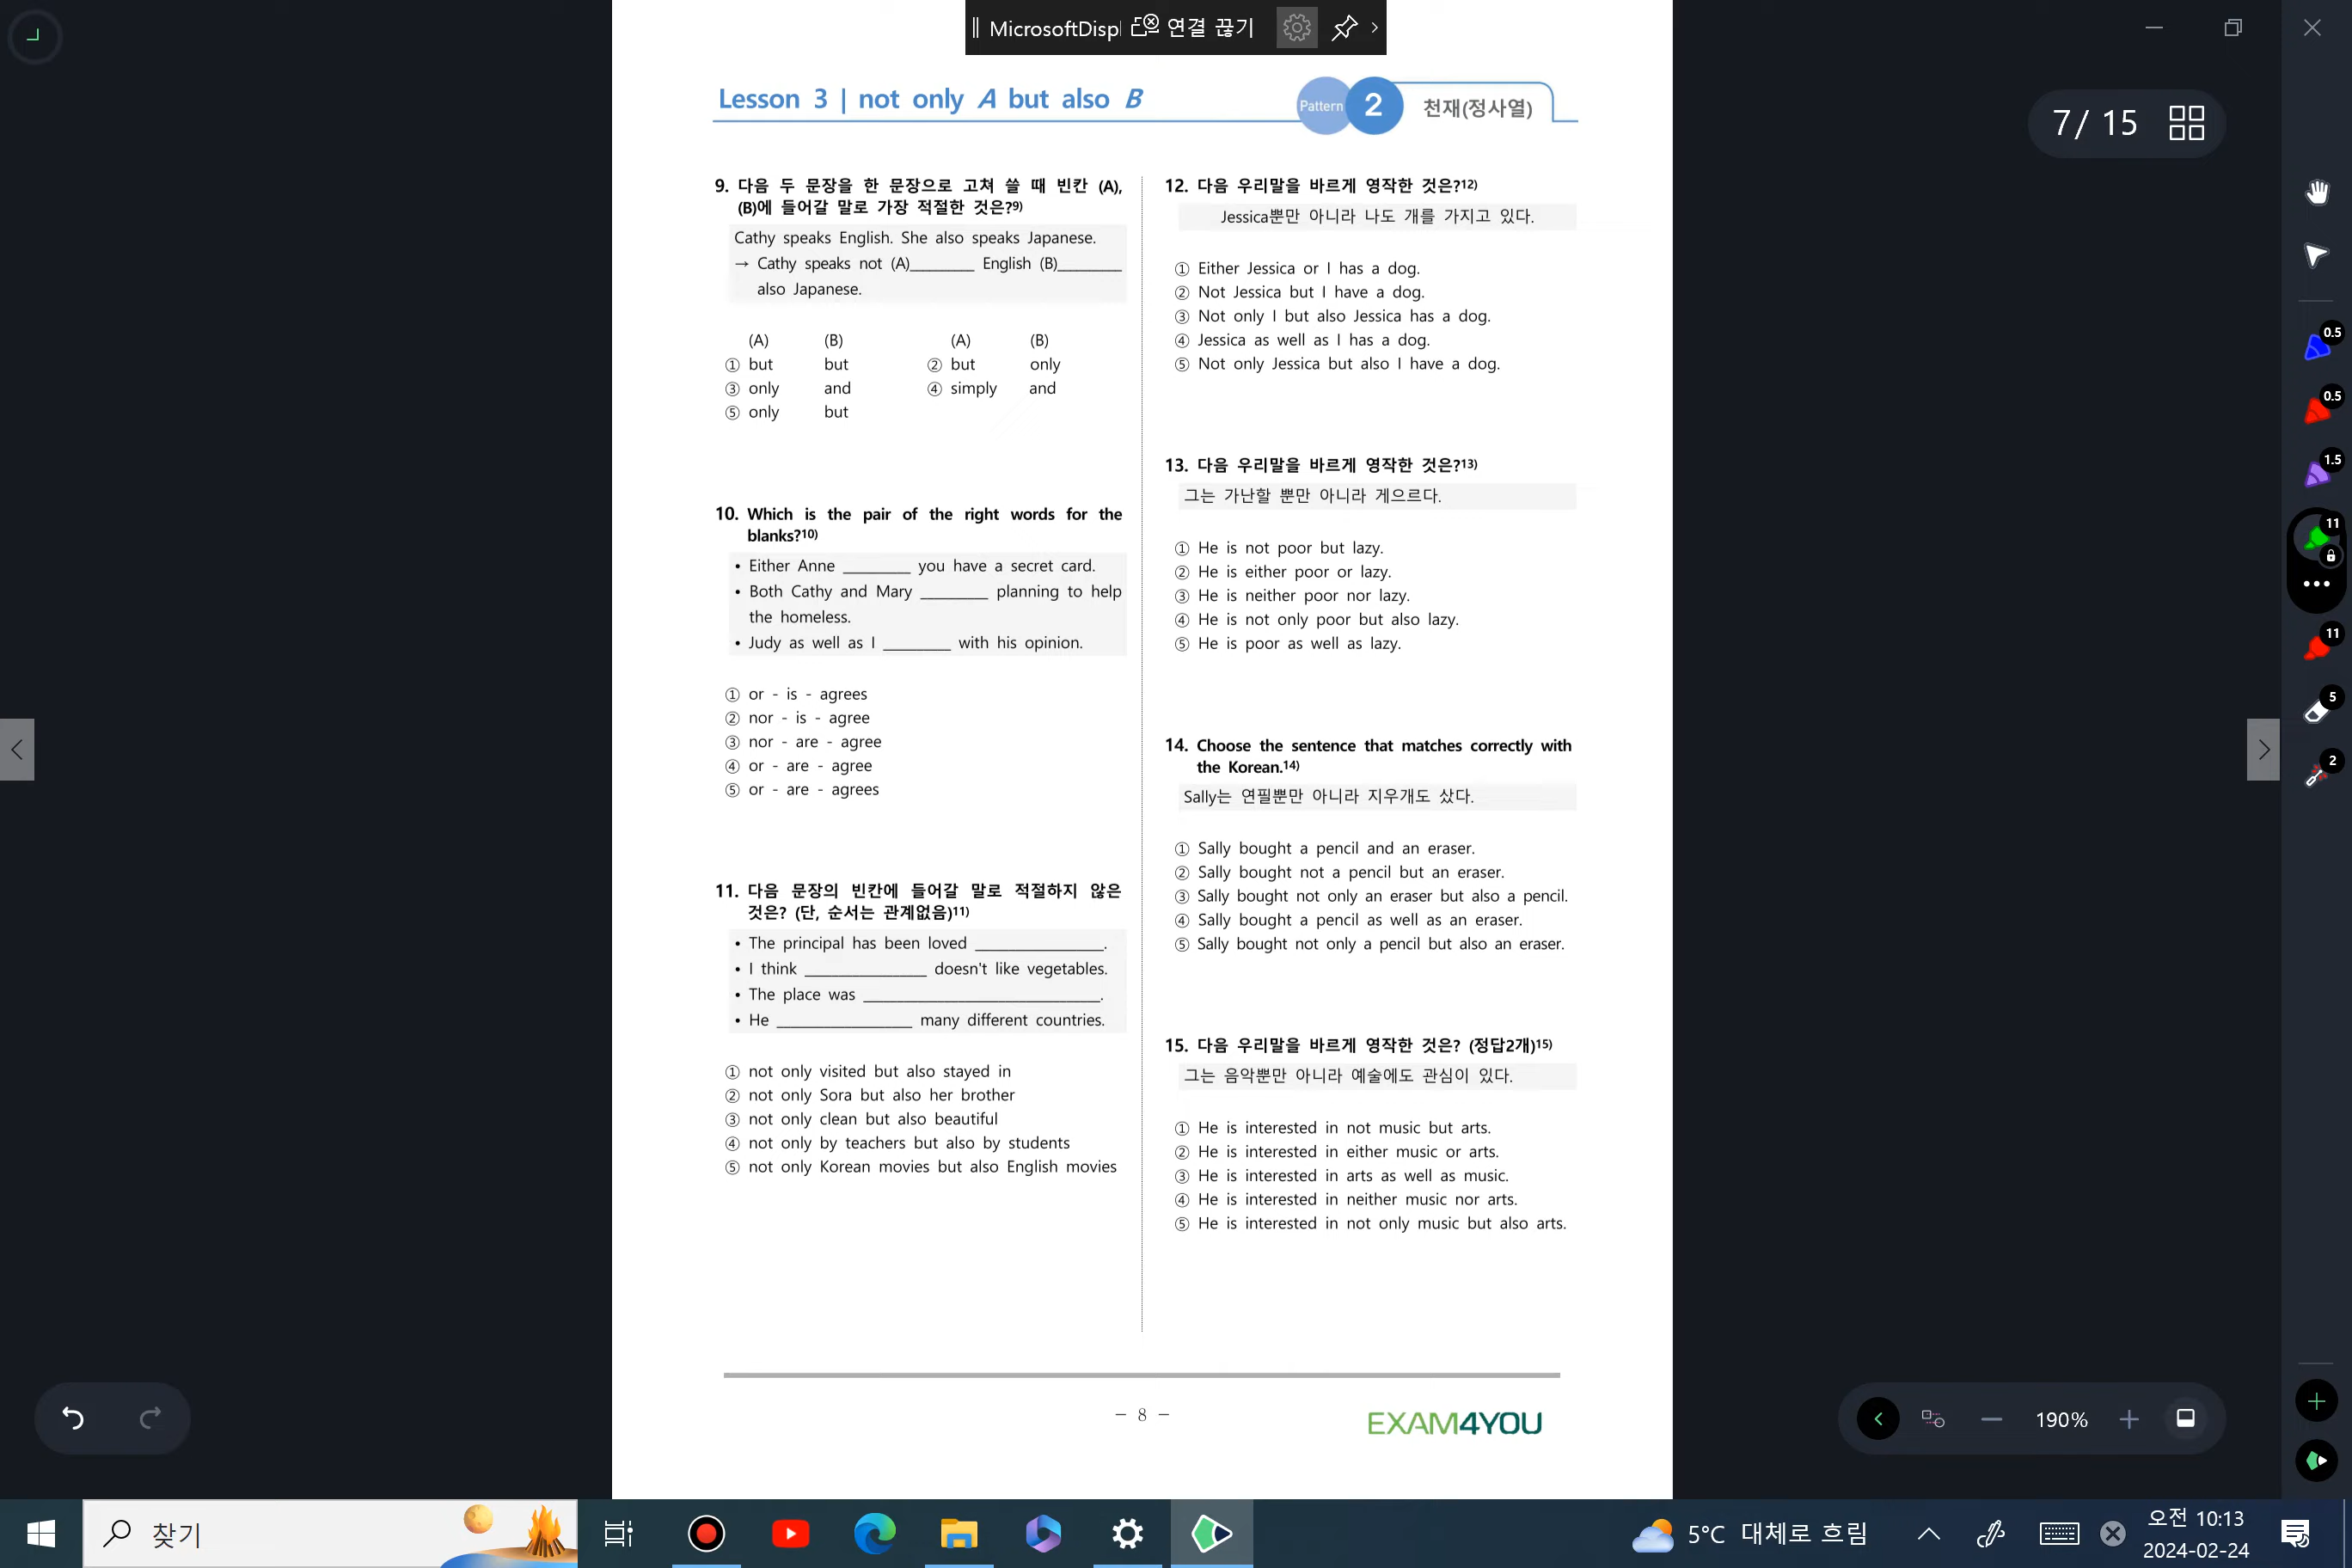 MicrosoftDispl 연결 끊기
Lesson 3 | not only A but also B
Pattern 2 천재(정사열)
7/ 15
9. 다음 두 문장을 한 문장으로 고쳐 쓸 때 빈칸 (A),
(B)에 들어갈 말로 가장 적절한 것은?9)
Cathy speaks English. She also speaks Japanese.
→ Cathy speaks not (A)________ English (B)________
also Japanese.
(A) (B) (A) (B)
① but but ② but only
③ only and ④ simply and
⑤ only but
10. Which is the pair of the right words for the
blanks?10)
• Either Anne ________ you have a secret card.
• Both Cathy and Mary ________ planning to help
the homeless.
• Judy as well as I ________ with his opinion.
① or - is - agrees
② nor - is - agree
③ nor - are - agree
④ or - are - agree
⑤ or - are - agrees
11. 다음 문장의 빈칸에 들어갈 말로 적절하지 않은
것은? (단, 순서는 관계없음)11)
• The principal has been loved _______________.
• I think ______________ doesn't like vegetables.
• The place was ____________________________.
• He ________________ many different countries.
① not only visited but also stayed in
② not only Sora but also her brother
③ not only clean but also beautiful
④ not only by teachers but also by students
⑤ not only Korean movies but also English movies
12. 다음 우리말을 바르게 영작한 것은?12)
Jessica뿐만 아니라 나도 개를 가지고 있다.
① Either Jessica or I has a dog.
② Not Jessica but I have a dog.
③ Not only I but also Jessica has a dog.
④ Jessica as well as I has a dog.
⑤ Not only Jessica but also I have a dog.
13. 다음 우리말을 바르게 영작한 것은?13)
그는 가난할 뿐만 아니라 게으르다.
① He is not poor but lazy.
② He is either poor or lazy.
③ He is neither poor nor lazy.
④ He is not only poor but also lazy.
⑤ He is poor as well as lazy.
14. Choose the sentence that matches correctly with
the Korean.14)
Sally는 연필뿐만 아니라 지우개도 샀다.
① Sally bought a pencil and an eraser.
② Sally bought not a pencil but an eraser.
③ Sally bought not only an eraser but also a pencil.
④ Sally bought a pencil as well as an eraser.
⑤ Sally bought not only a pencil but also an eraser.
15. 다음 우리말을 바르게 영작한 것은? (정답2개)15)
그는 음악뿐만 아니라 예술에도 관심이 있다.
① He is interested in not music but arts.
② He is interested in either music or arts.
③ He is interested in arts as well as music.
④ He is interested in neither music nor arts.
⑤ He is interested in not only music but also arts.
- 8 -
EXAM4YOU
0.5
0.5
1.5
11
11
5
2
190%
찾기
5°C 대체로 흐림
오전 10:13
2024-02-24